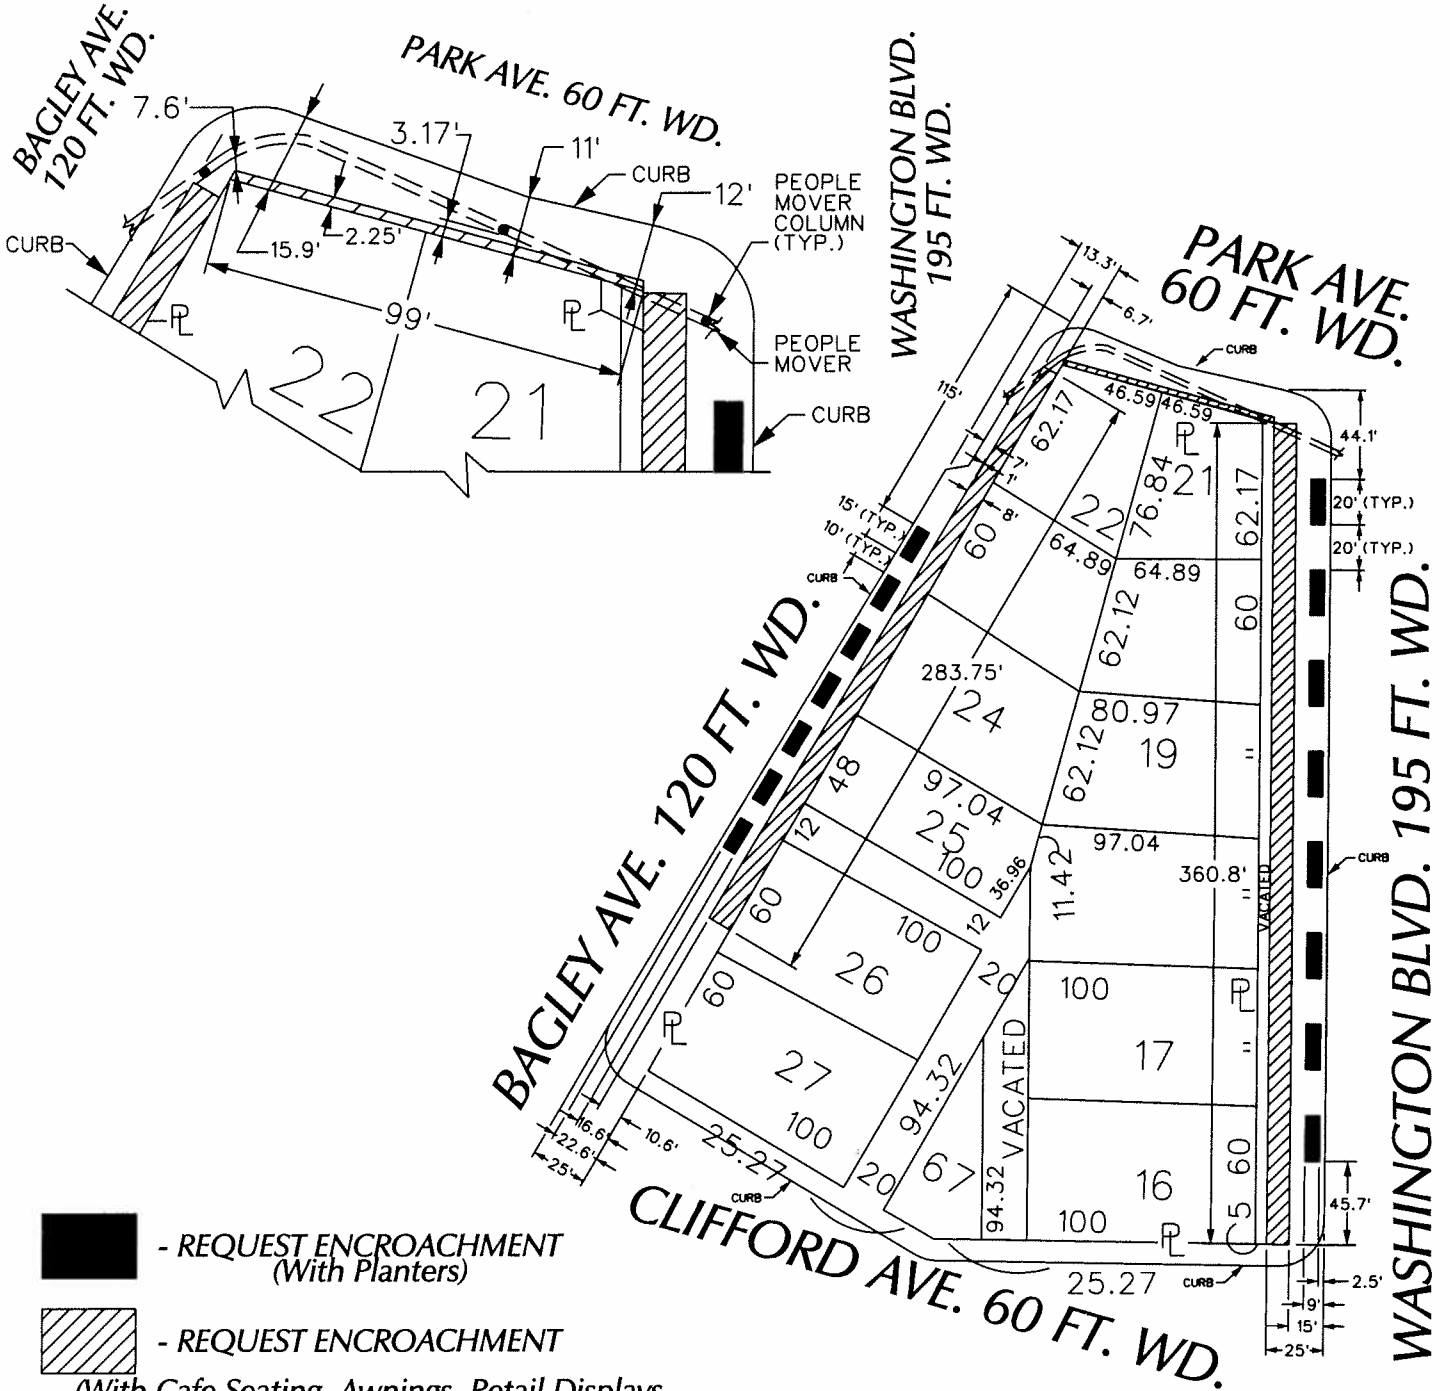 BAGLEY AVE.
120 FT. WD.
PARK AVE. 60 FT. WD.
WASHINGTON BLVD.
195 FT. WD.
7.6'
3.17'
11'
CURB
12'
PEOPLE
MOVER
COLUMN
(TYP.)
CURB
15.9'
2.25'
PL
99'
PL
PEOPLE
MOVER
22
21
CURB
PARK AVE.
60 FT. WD.
13.3'
6.7'
CURB
115'
46.59
46.59
62.17
PL
44.1'
7'
1'
76.84
21
62.17
20' (TYP.)
15' (TYP.)
10' (TYP.)
8'
22
60
64.89
64.89
20' (TYP.)
CURB
62.12
60
283.75'
24
80.97
19
62.12
=
48
97.04
25
97.04
CURB
12
100
36.96
11.42
360.8'
=
VACATED
60
100
12
26
20
100
PL
60
PL
VACATED
17
=
27
94.32
100
16.6'
22.6'
25'
10.6'
25.27
20
67
94.32
16
60
45.7'
CURB
100
PL
5
25.27
CURB
2.5'
9'
15'
25'
BAGLEY AVE. 120 FT. WD.
CLIFFORD AVE. 60 FT. WD.
WASHINGTON BLVD. 195 FT. WD.
- REQUEST ENCROACHMENT
(With Planters)
- REQUEST ENCROACHMENT
(With Cafe Seating, Awnings, Retail Displays